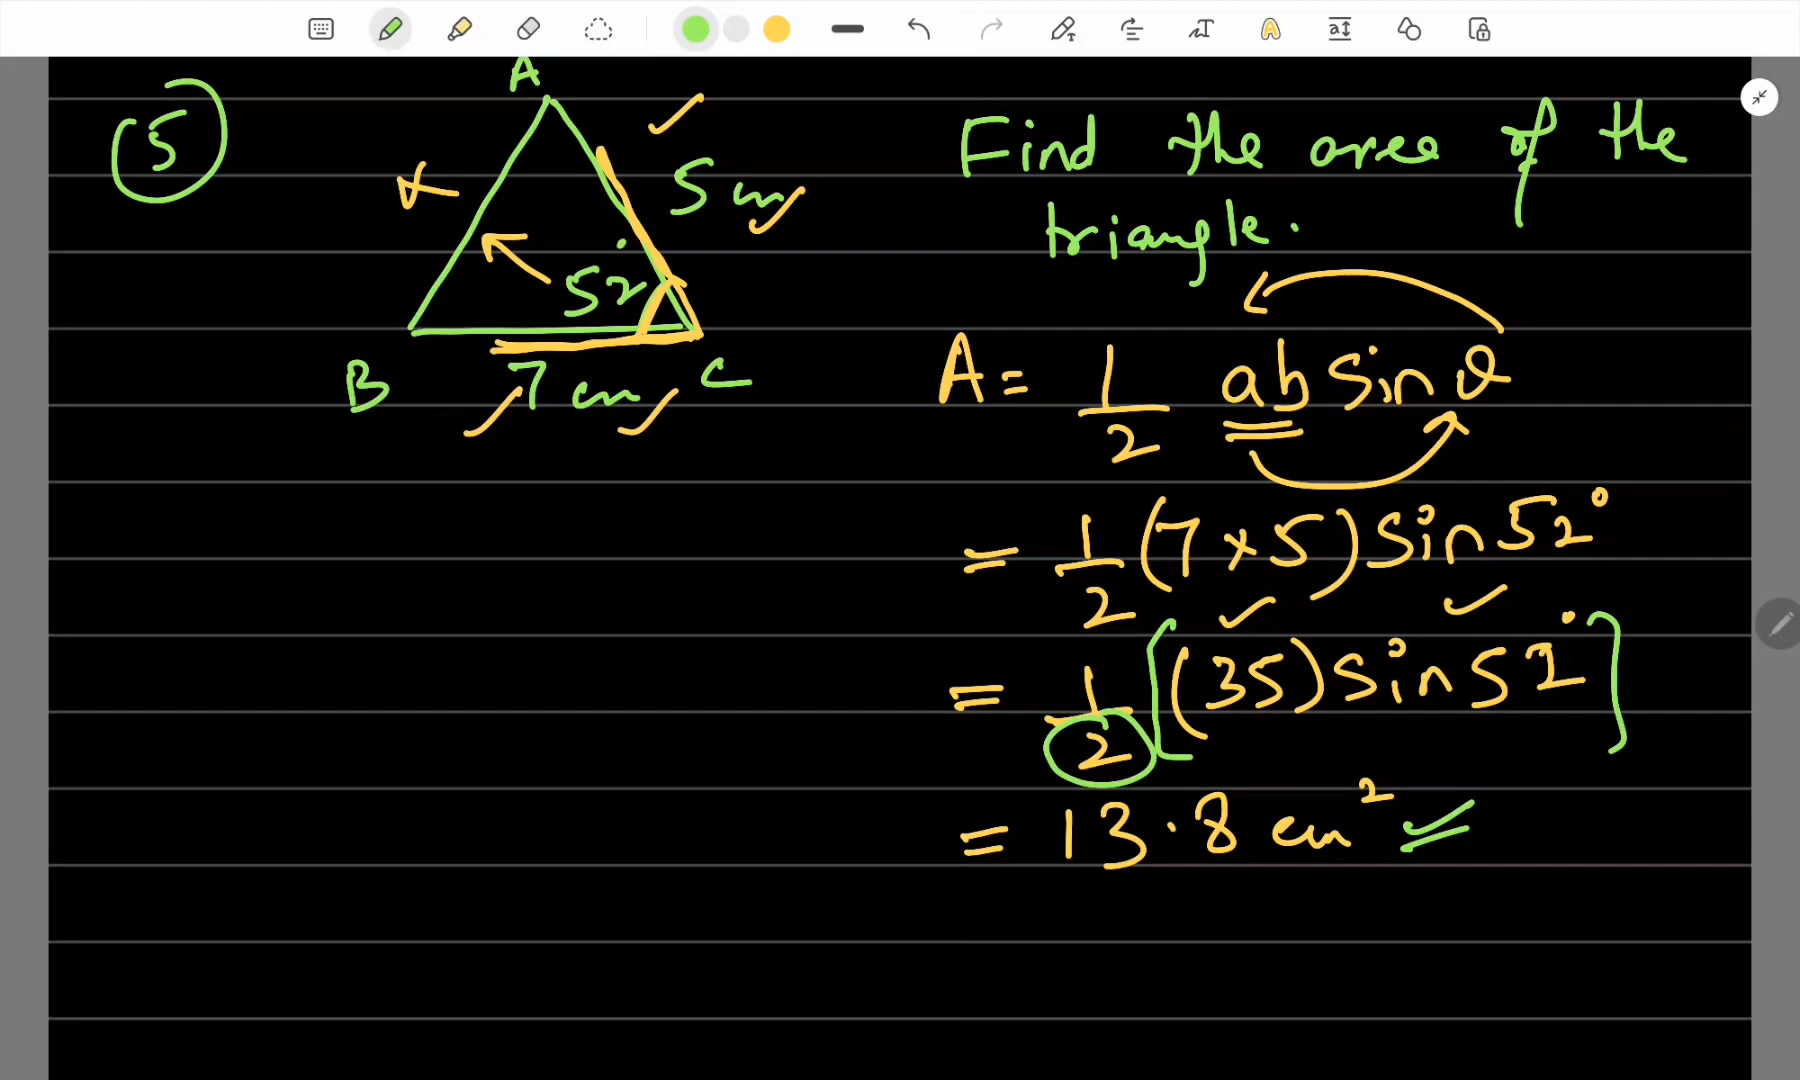 5
A
5 cm
52°
B
7 cm
C
Find the area of the
triangle.
A = 1/2 ab sin θ
= 1/2 (7 × 5) sin 52°
= 1/2 [(35) sin 52°]
= 13.8 cm²